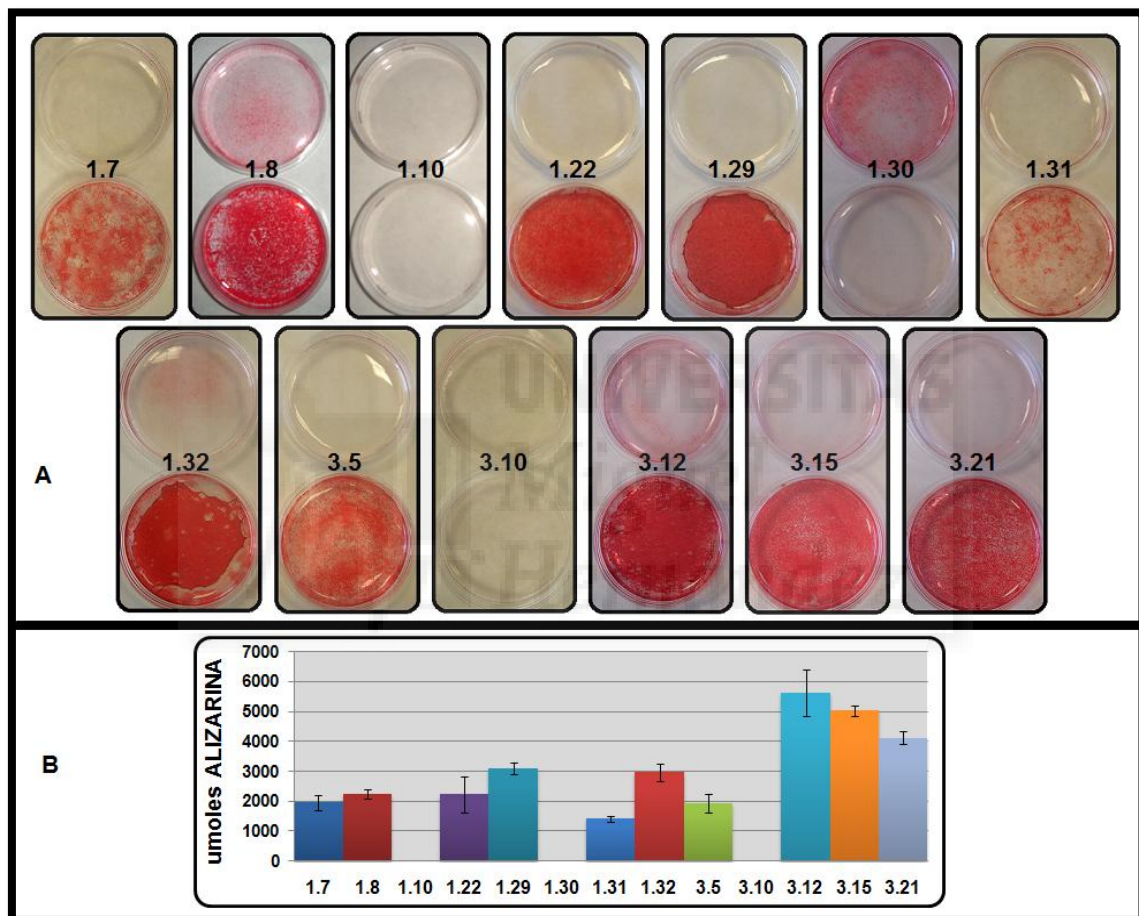 1.7 1.8 1.10 1.22 1.29 1.30 1.31
UNIVERSITAS
Miguel
Hernández
1.32 3.5 3.10 3.12 3.15 3.21
A
B
umoles ALIZARINA
7000
6000
5000
4000
3000
2000
1000
0
1.7 1.8 1.10 1.22 1.29 1.30 1.31 1.32 3.5 3.10 3.12 3.15 3.21